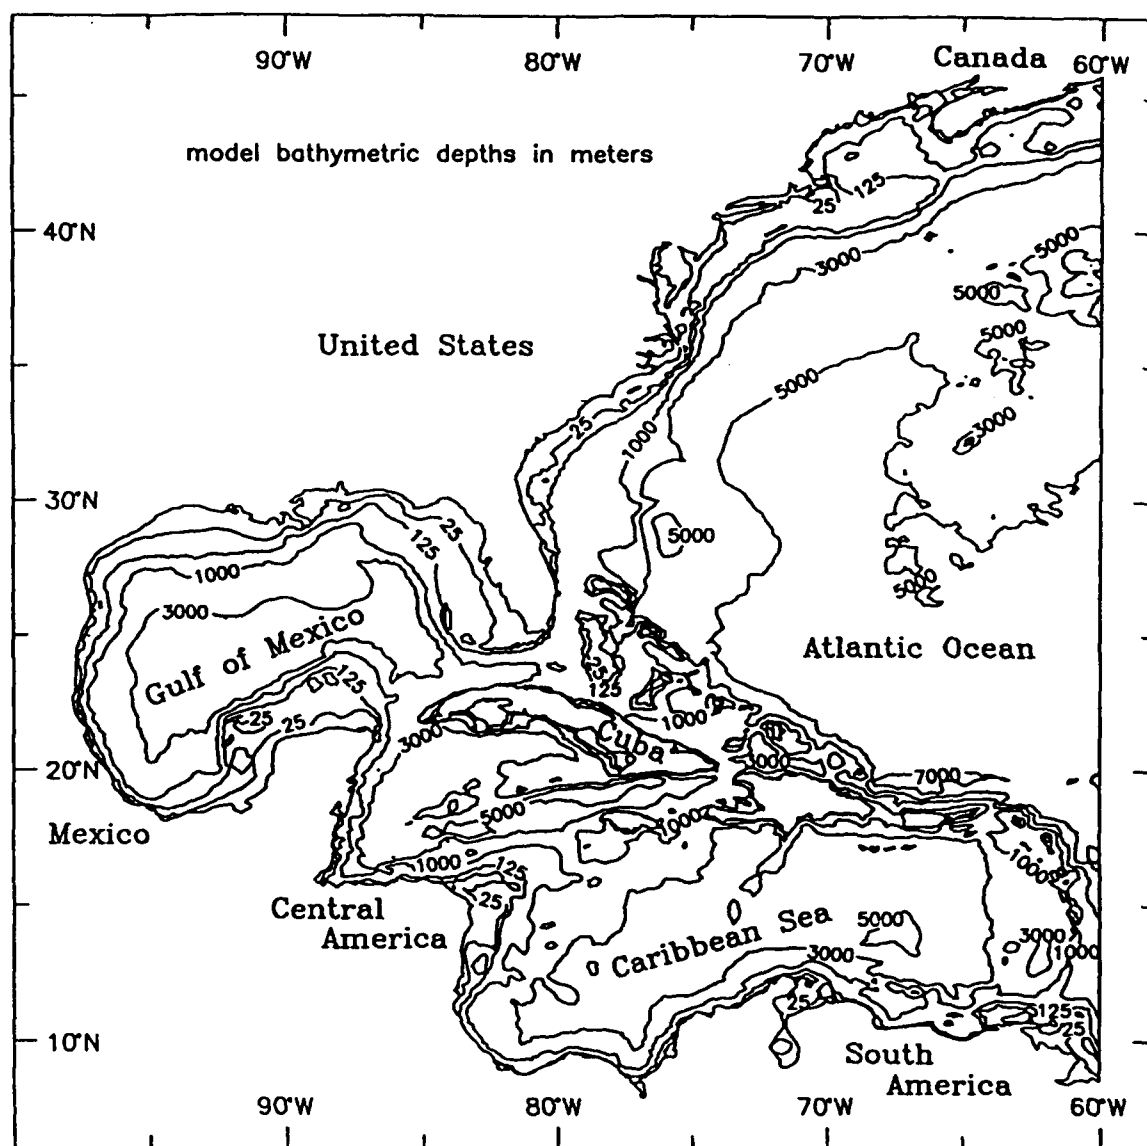 Canada
90°W 80°W 70°W 60°W
model bathymetric depths in meters
125
25
40°N
3000
5000
5000
United States
5000
5000
3000
25
1000
30°N
25
125
5000
1000
5000
3000
Gulf of Mexico
Atlantic Ocean
25
125
125
25
25
1000
3000
Cuba
20°N
7000
5000
1000
Mexico
1000
125
1000
25
Central
America
Caribbean Sea
5000
3000
3000
1000
25
125
25
10°N
South
America
90°W 80°W 70°W 60°W